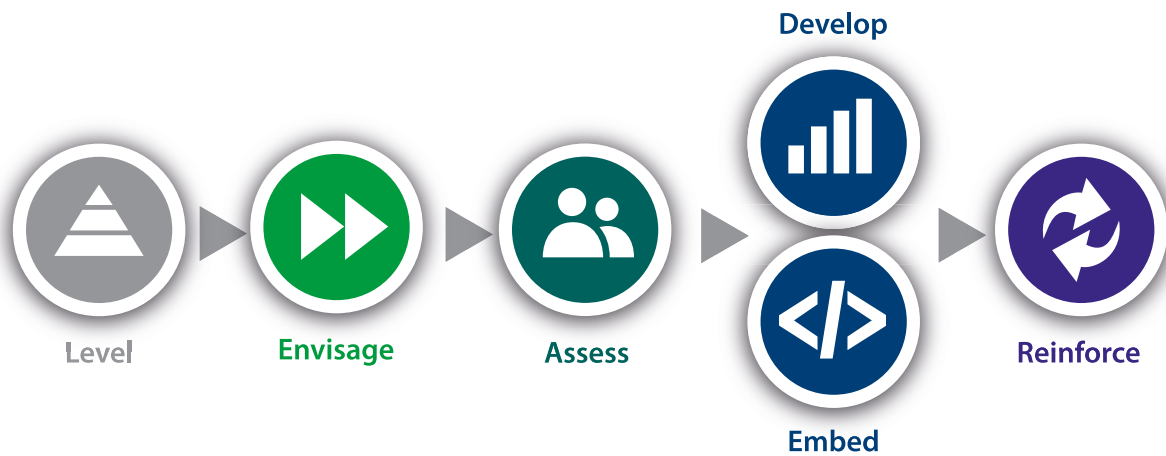 Level
Envisage
Assess
Develop
</>
Embed
Reinforce